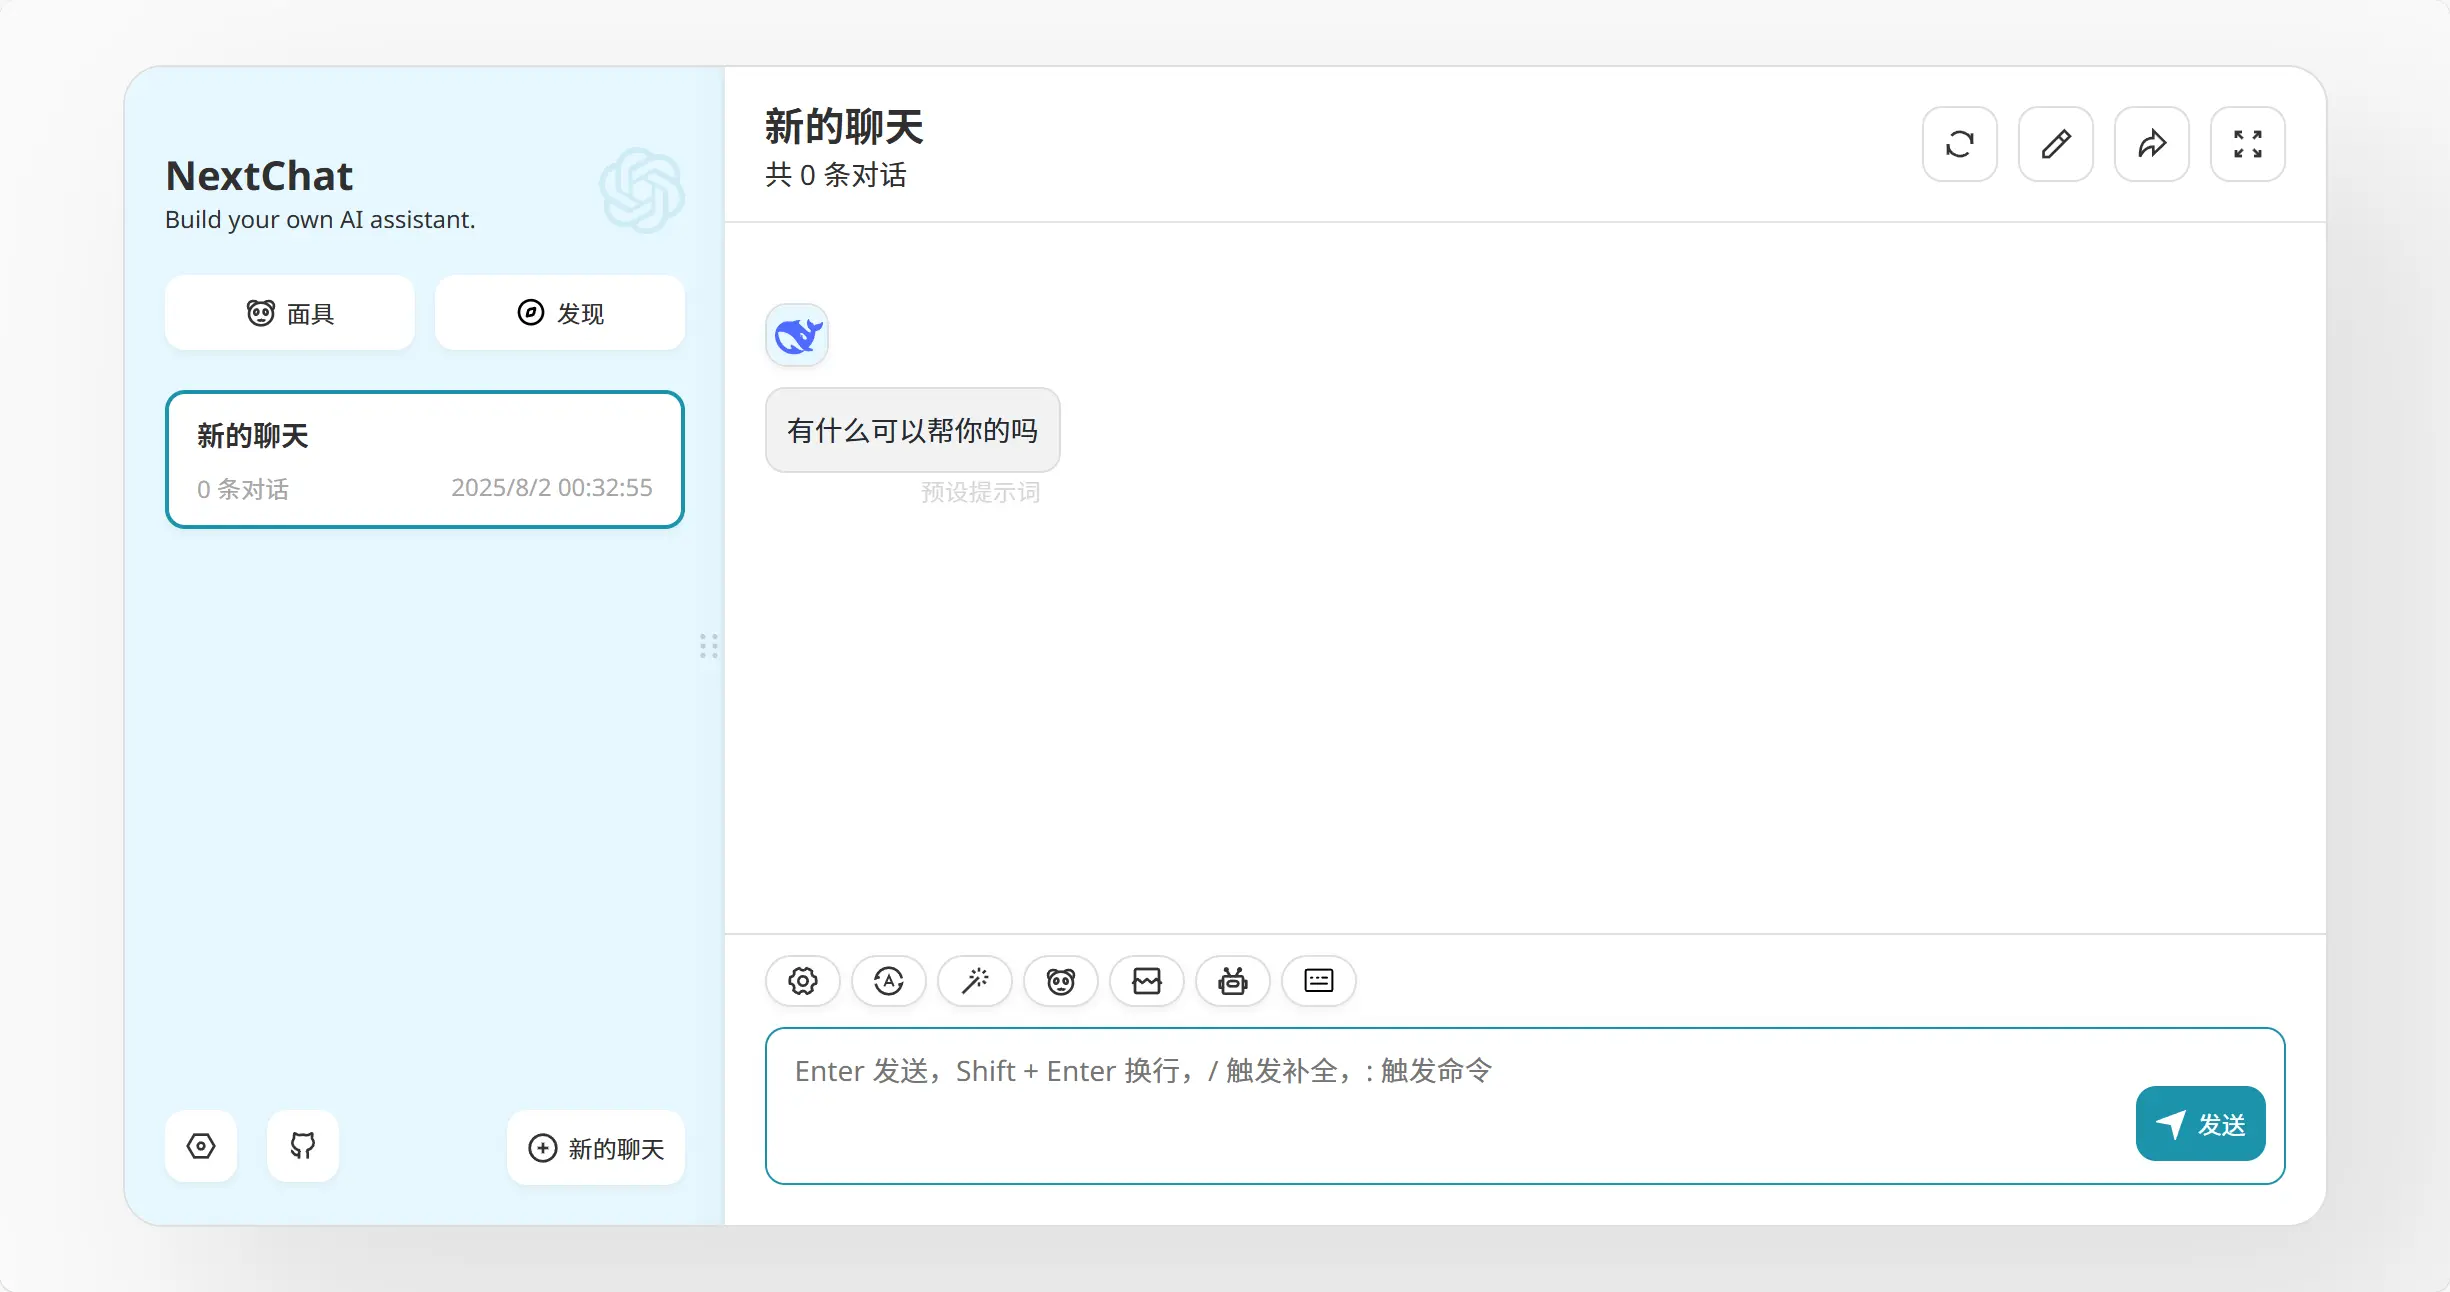 NextChat
Build your own AI assistant.
面具
发现
新的聊天
0 条对话
2025/8/2 00:32:55
新的聊天
新的聊天
共 0 条对话
有什么可以帮你的吗
预设提示词
Enter 发送，Shift + Enter 换行，/ 触发补全，: 触发命令
发送